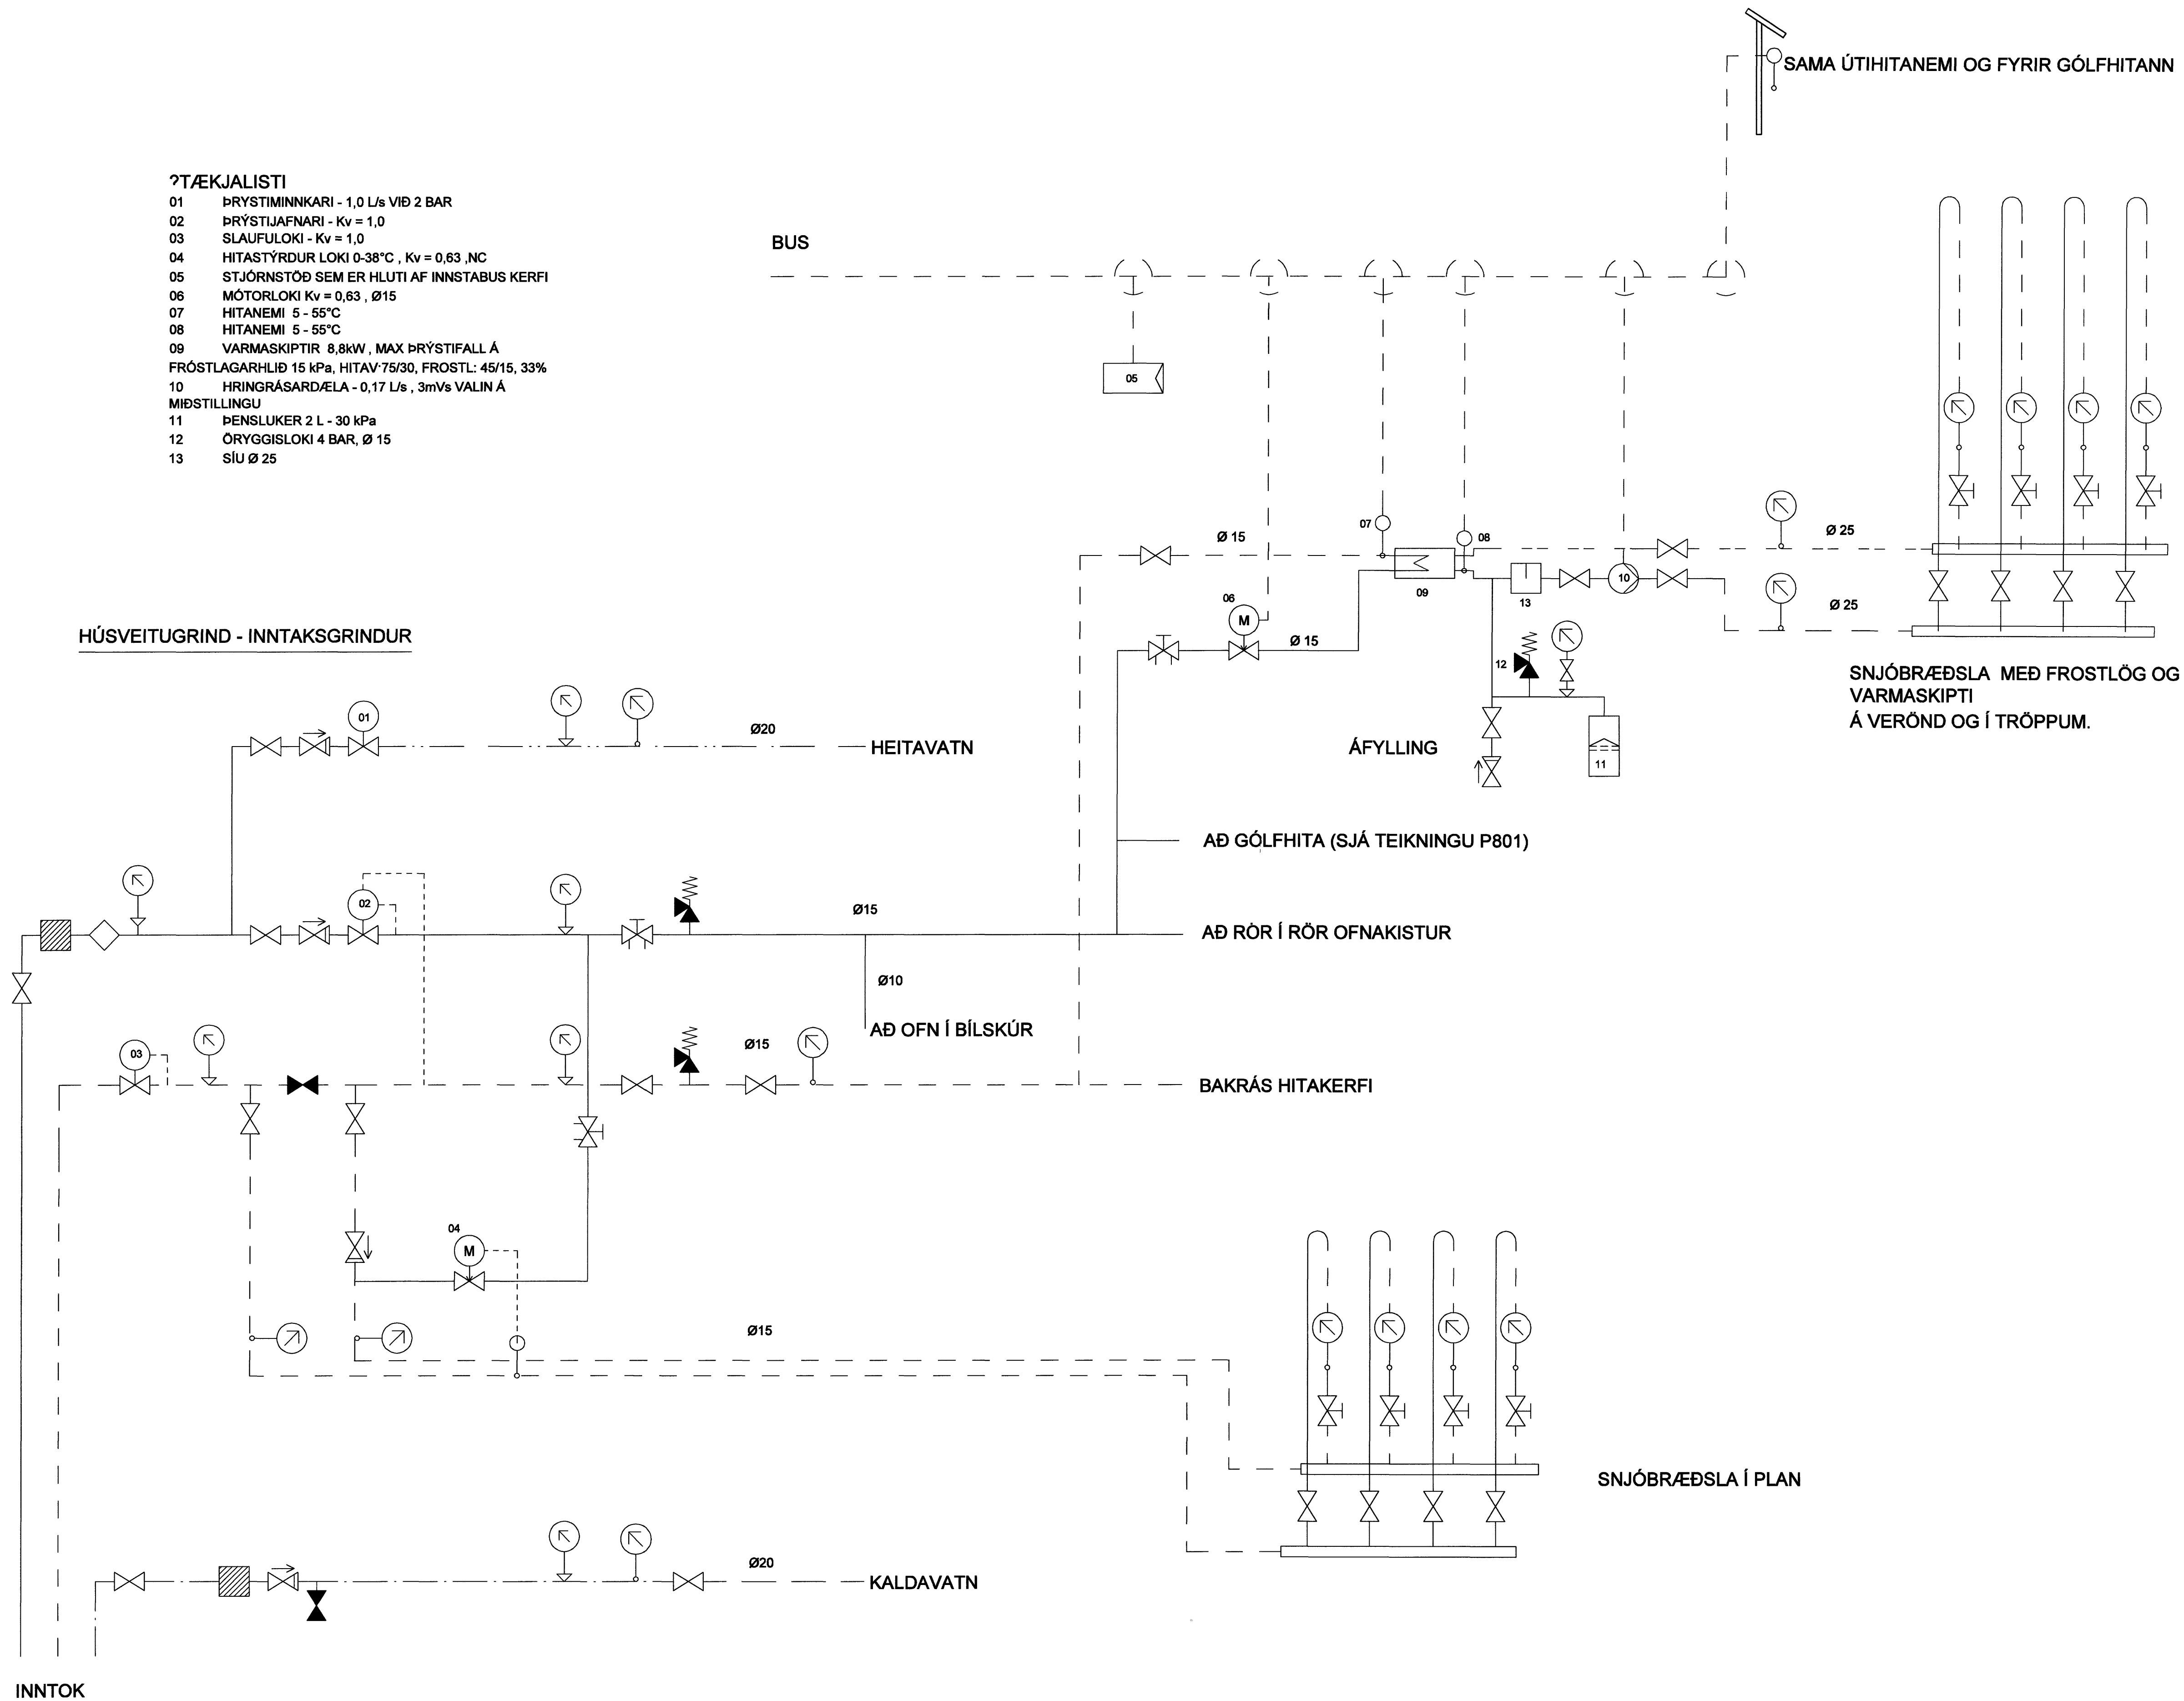 SAMA ÚTIHITANEMI OG FYRIR GÓLFHITANN
?TÆKJALISTI
01 ÞRYSTIMINNKARI - 1,0 L/s VIÐ 2 BAR
02 ÞRÝSTIJAFNARI - Kv = 1,0
03 SLAUFULOKI - Kv = 1,0
04 HITASTÝRDUR LOKI 0-38°C , Kv = 0,63 ,NC
05 STJÓRNSTÖÐ SEM ER HLUTI AF INNSTABUS KERFI
06 MÓTORLOKI Kv = 0,63 , Ø15
07 HITANEMI 5 - 55°C
08 HITANEMI 5 - 55°C
09 VARMASKIPTIR 8,8kW , MAX ÞRÝSTIFALL Á
FRÓSTLAGARHLIÐ 15 kPa, HITAV·75/30, FROSTL: 45/15, 33%
10 HRINGRÁSARDÆLA - 0,17 L/s , 3mVs VALIN Á
MIÐSTILLINGU
11 ÞENSLUKER 2 L - 30 kPa
12 ÖRYGGISLOKI 4 BAR, Ø 15
13 SÍU Ø 25
BUS
05
07
Ø 15
08
Ø 25
09
13
10
06
M
Ø 25
Ø 15
12
HÚSVEITUGRIND - INNTAKSGRINDUR
SNJÓBRÆÐSLA MEÐ FROSTLÖG OG
VARMASKIPTI
Á VERÖND OG Í TRÖPPUM.
01
Ø20
HEITAVATN
ÁFYLLING
11
AÐ GÓLFHITA (SJÁ TEIKNINGU P801)
02
Ø15
AÐ RÖR Í RÖR OFNAKISTUR
Ø10
AÐ OFN Í BÍLSKÚR
03
Ø15
BAKRÁS HITAKERFI
04
M
Ø15
SNJÓBRÆÐSLA Í PLAN
Ø20
KALDAVATN
INNTOK